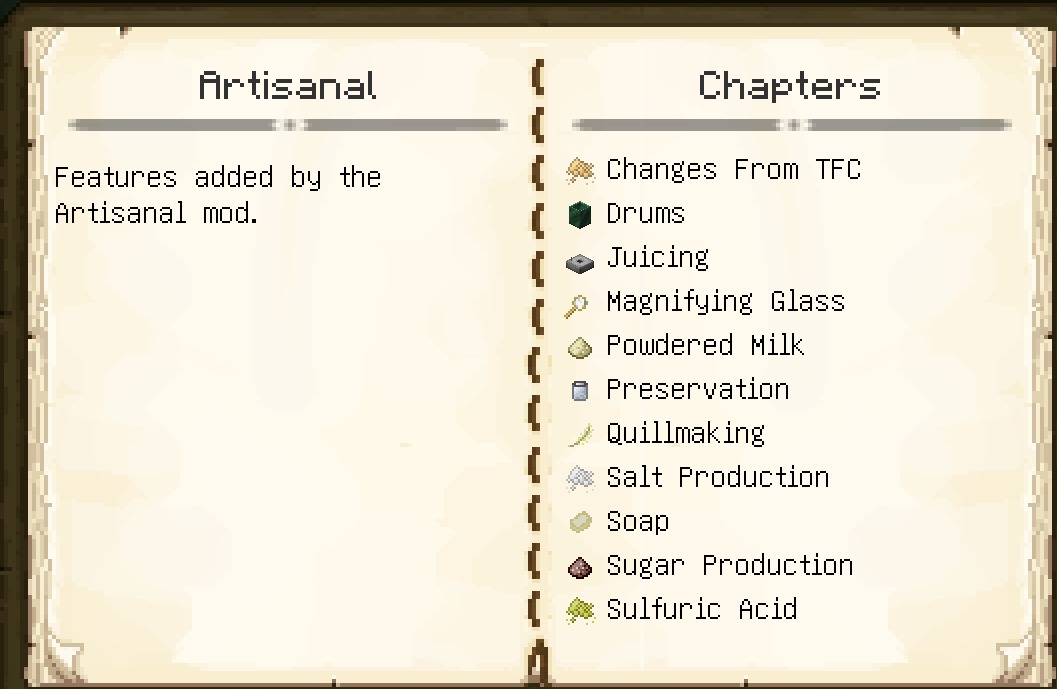 Artisanal
Features added by the
Artisanal mod.
Chapters
Changes From TFC
Drums
Juicing
Magnifying Glass
Powdered Milk
Preservation
Quillmaking
Salt Production
Soap
Sugar Production
Sulfuric Acid